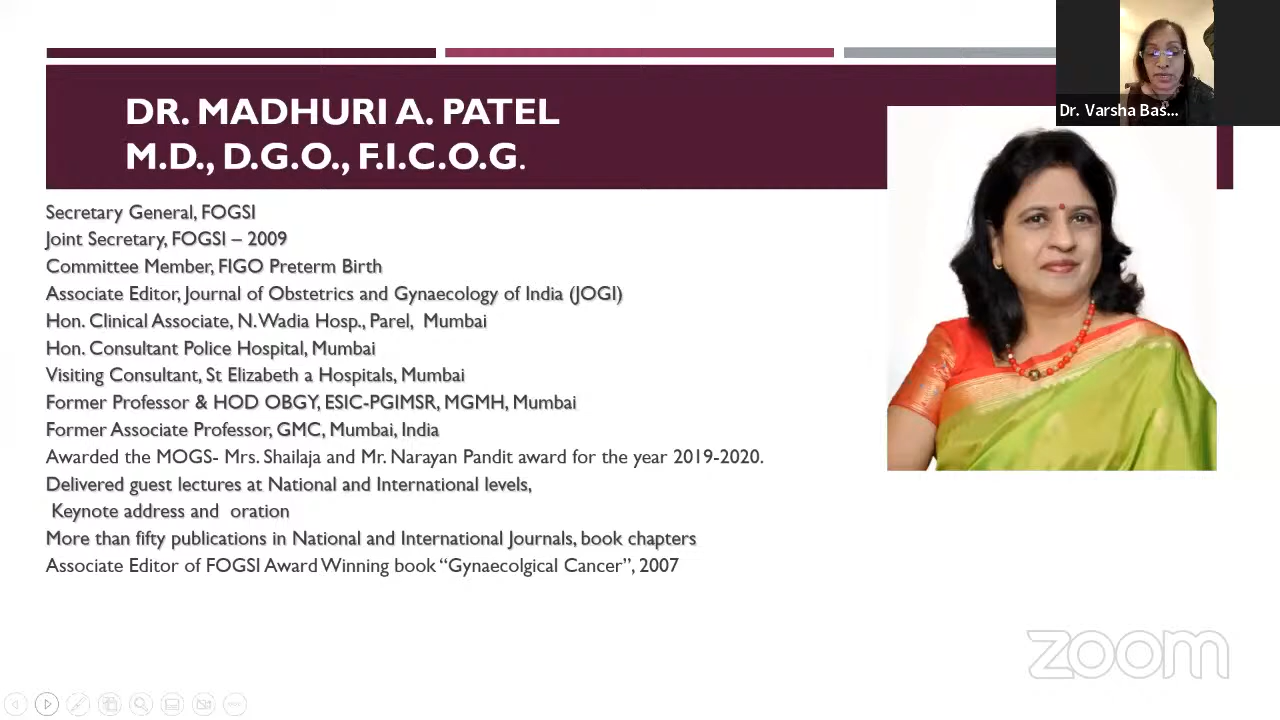 DR. MADHURI A. PATEL
M.D., D.G.O., F.I.C.O.G.
Dr. Varsha Bas...
Secretary General, FOGSI
Joint Secretary, FOGSI – 2009
Committee Member, FIGO Preterm Birth
Associate Editor, Journal of Obstetrics and Gynaecology of India (JOGI)
Hon. Clinical Associate, N. Wadia Hosp., Parel, Mumbai
Hon. Consultant Police Hospital, Mumbai
Visiting Consultant, St Elizabeth a Hospitals, Mumbai
Former Professor & HOD OBGY, ESIC-PGIMSR, MGMH, Mumbai
Former Associate Professor, GMC, Mumbai, India
Awarded the MOGS- Mrs. Shailaja and Mr. Narayan Pandit award for the year 2019-2020.
Delivered guest lectures at National and International levels,
Keynote address and oration
More than fifty publications in National and International Journals, book chapters
Associate Editor of FOGSI Award Winning book “Gynaecolgical Cancer”, 2007
zoom